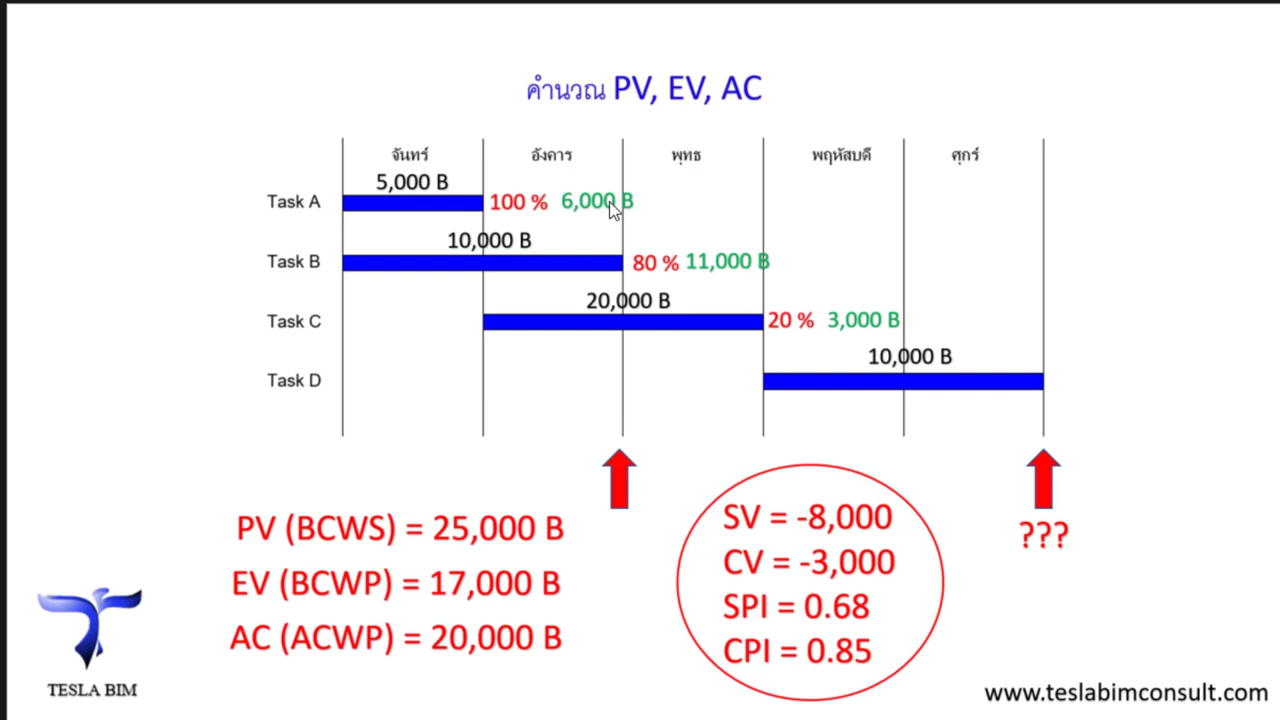 คำนวณ PV, EV, AC
จันทร์ อังคาร พุทธ พฤหัสบดี ศุกร์
5,000 B
Task A 100 % 6,000 B
10,000 B
Task B 80 % 11,000 B
20,000 B
Task C 20 % 3,000 B
10,000 B
Task D
PV (BCWS) = 25,000 B
EV (BCWP) = 17,000 B
AC (ACWP) = 20,000 B
SV = -8,000
CV = -3,000
SPI = 0.68
CPI = 0.85
???
TESLA BIM
www.teslabimconsult.com